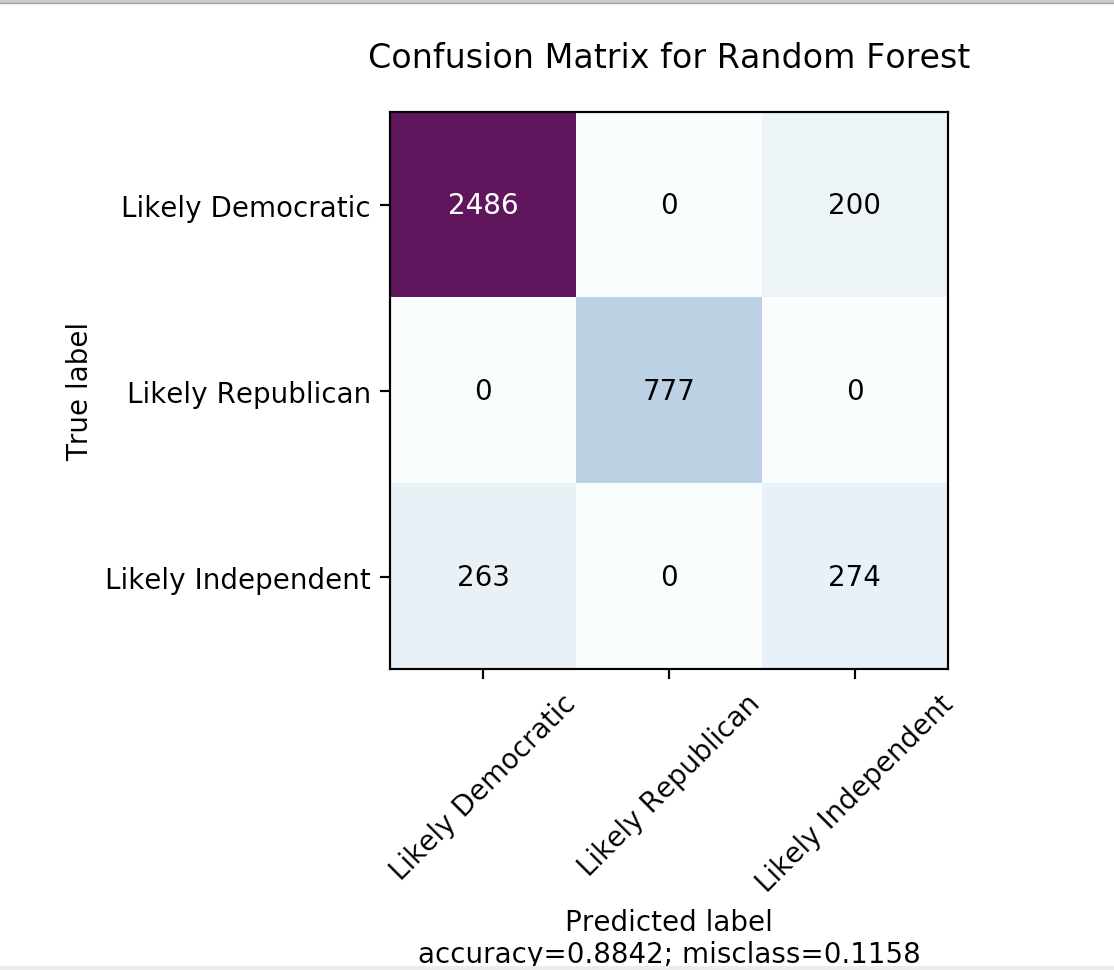 Confusion Matrix for Random Forest
Likely Democratic 2486 0 200
True label
Likely Republican 0 777 0
Likely Independent 263 0 274
Likely Democratic
Likely Republican
Likely Independent
Predicted label
accuracy=0.8842; misclass=0.1158